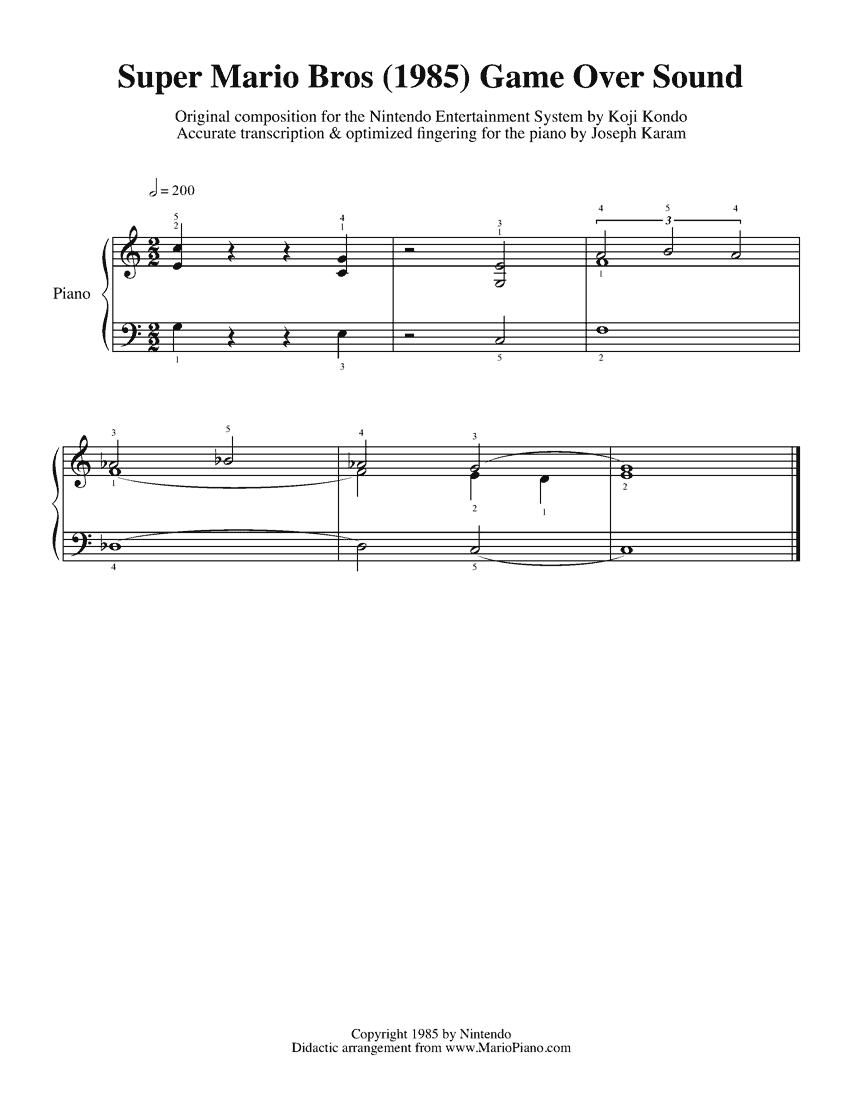 Super Mario Bros (1985) Game Over Sound
Original composition for the Nintendo Entertainment System by Koji Kondo
Accurate transcription & optimized fingering for the piano by Joseph Karam
= 200
5 4 3 4 5 4
2 1 1 3
Piano
2 2 1
2 2
1 3 5 2
3 5 4 3
1 2 1 2
4 5
Copyright 1985 by Nintendo
Didactic arrangement from www.MarioPiano.com